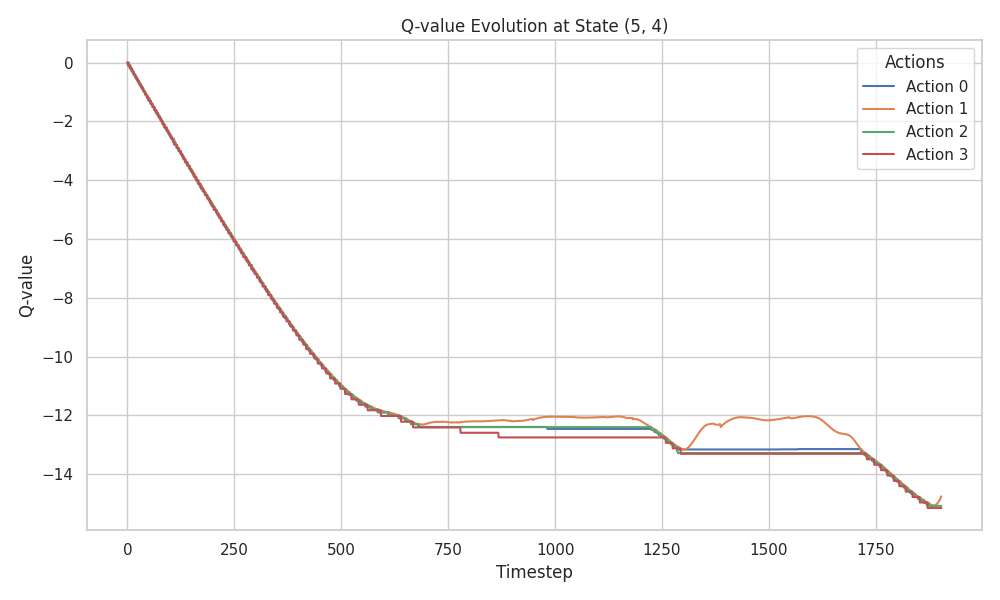 Q-value Evolution at State (5, 4)
Q-value
0
−2
−4
−6
−8
−10
−12
−14
Actions
Action 0
Action 1
Action 2
Action 3
0
250
500
750
1000
1250
1500
1750
Timestep